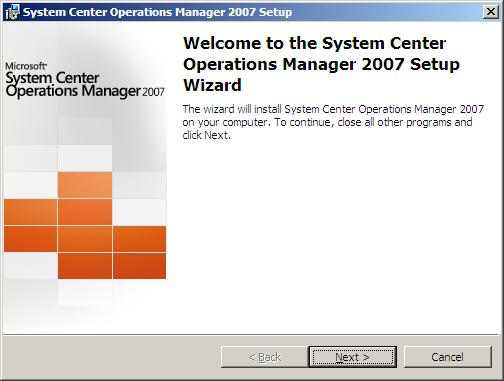 System Center Operations Manager 2007 Setup
Microsoft®
System Center
Operations Manager 2007
Welcome to the System Center
Operations Manager 2007 Setup
Wizard
The wizard will install System Center Operations Manager 2007
on your computer. To continue, close all other programs and
click Next.
< Back
Next >
Cancel